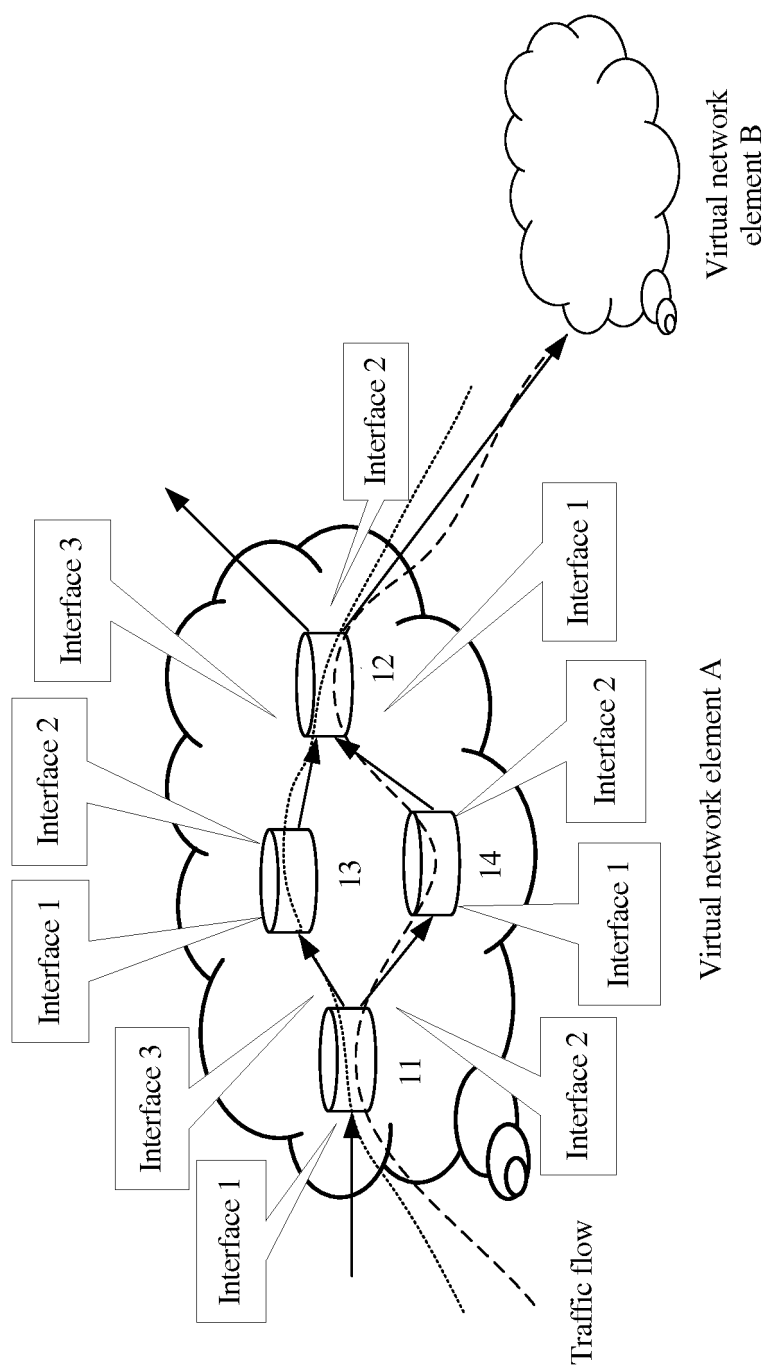 Interface 3
Interface 2
Interface 1
Interface 3
Interface 1
Interface 2
13
12
11
14
Interface 2
Interface 1
Interface 2
Interface 1
Traffic flow
Virtual network element A
Virtual network
element B